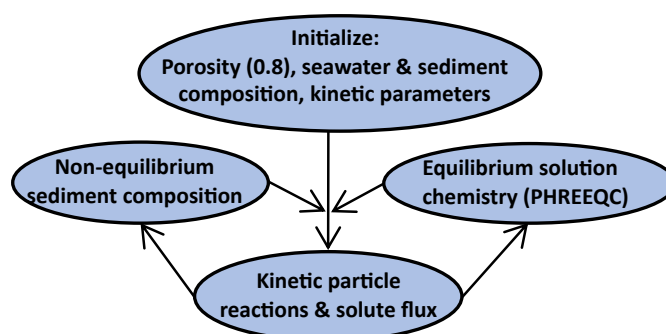 Initialize:
Porosity (0.8), seawater & sediment
composition, kinetic parameters
Non-equilibrium
sediment composition
Equilibrium solution
chemistry (PHREEQC)
Kinetic particle
reactions & solute flux